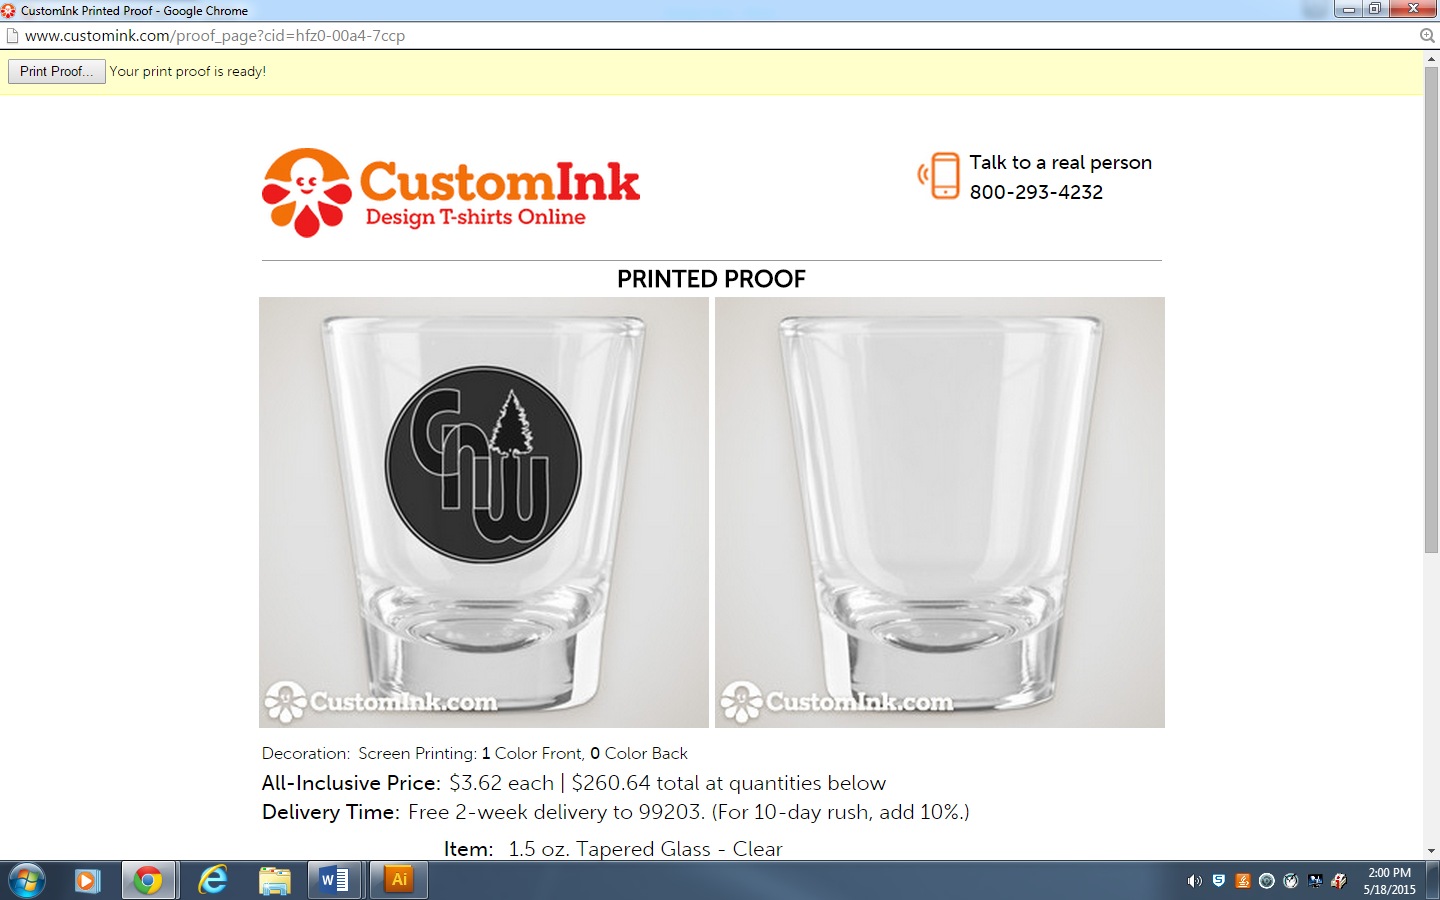 CustomInk Printed Proof - Google Chrome
www.customink.com/proof_page?cid=hfz0-00a4-7ccp
Print Proof... Your print proof is ready!
CustomInk
Design T-shirts Online
Talk to a real person
800-293-4232
PRINTED PROOF
cnw
CustomInk.com
CustomInk.com
Decoration: Screen Printing: 1 Color Front, 0 Color Back
All-Inclusive Price: $3.62 each | $260.64 total at quantities below
Delivery Time: Free 2-week delivery to 99203. (For 10-day rush, add 10%.)
Item: 1.5 oz. Tapered Glass - Clear
W
Ai
2:00 PM
5/18/2015